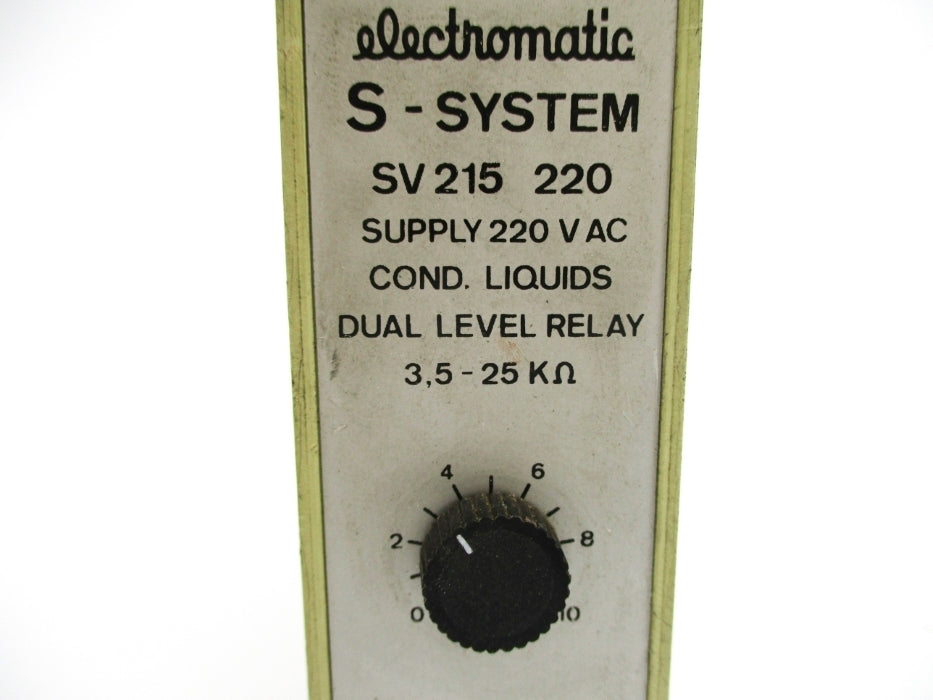 electromatic
S - SYSTEM
SV 215 220
SUPPLY 220 V AC
COND. LIQUIDS
DUAL LEVEL RELAY
3,5 - 25 KΩ
4 6
2 8
0 10